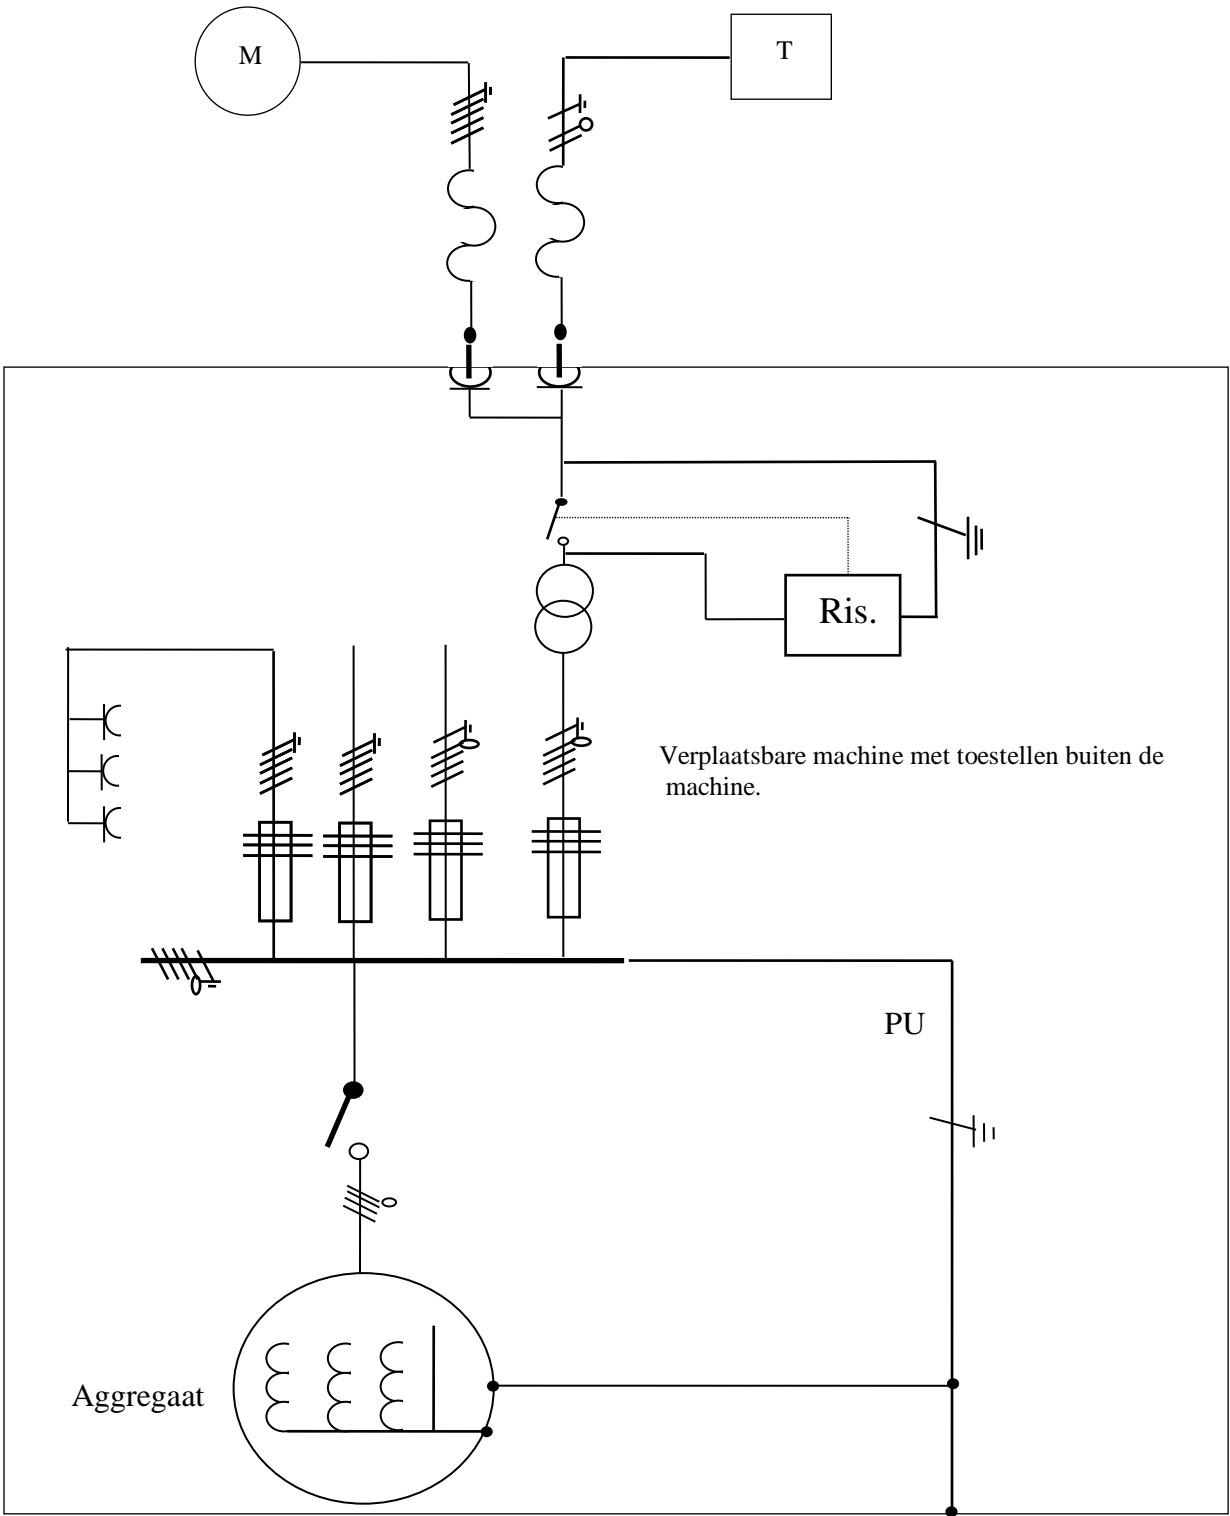 M
T
Ris.
Verplaatsbare machine met toestellen buiten de
machine.
PU
Aggregaat